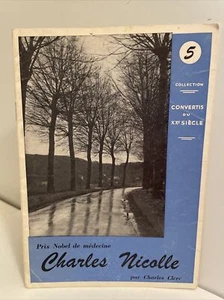 5
COLLECTION
CONVERTIS
DU
XXe SIÈCLE
Prix Nobel de médecine
Charles Nicolle
par Charles Clerc